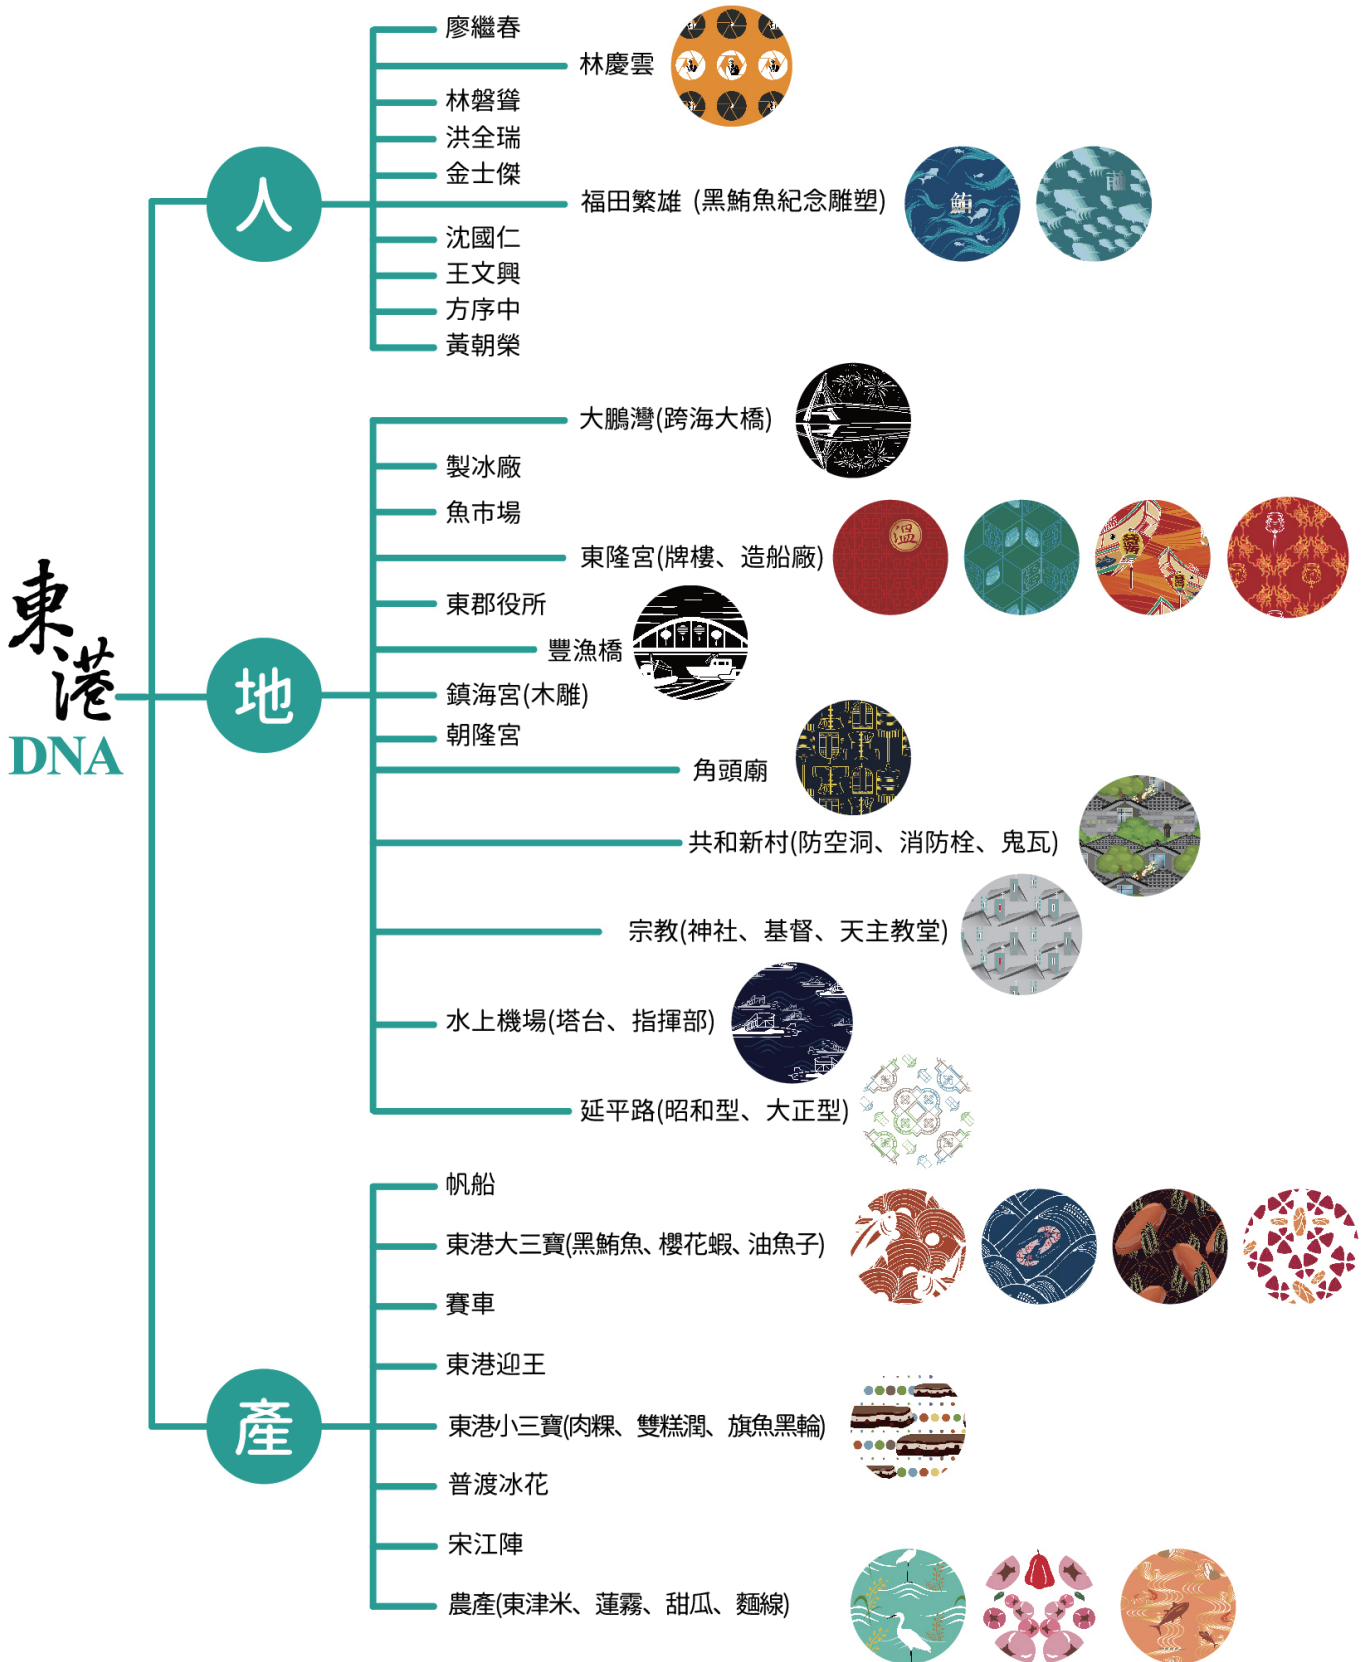 東港
DNA
人
廖繼春
林慶雲
林磐聳
洪全瑞
金士傑
福田繁雄 (黑鮪魚紀念雕塑)
鮪
沈國仁
王文興
方序中
黃朝榮
地
大鵬灣(跨海大橋)
製冰廠
魚市場
東隆宮(牌樓、造船廠)
溫
東郡役所
豐漁橋
鎮海宮(木雕)
朝隆宮
角頭廟
共和新村(防空洞、消防栓、鬼瓦)
宗教(神社、基督、天主教堂)
水上機場(塔台、指揮部)
延平路(昭和型、大正型)
產
帆船
東港大三寶(黑鮪魚、櫻花蝦、油魚子)
賽車
東港迎王
東港小三寶(肉粿、雙糕潤、旗魚黑輪)
普渡冰花
宋江陣
農產(東津米、蓮霧、甜瓜、麵線)